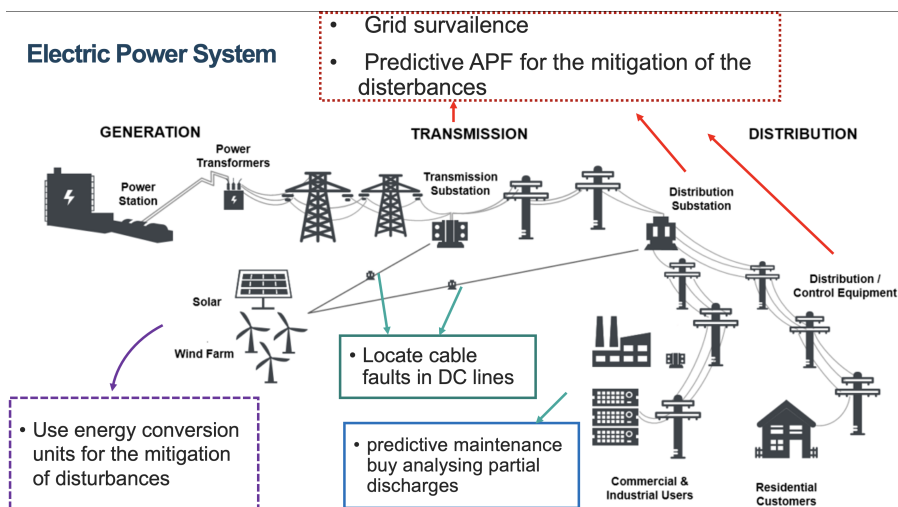 • Grid survailence
• Predictive APF for the mitigation of the
disterbances
Electric Power System
GENERATION
TRANSMISSION
DISTRIBUTION
Power
Transformers
Power
Station
Transmission
Substation
Distribution
Substation
Distribution /
Control Equipment
Solar
Wind Farm
• Locate cable
faults in DC lines
• Use energy conversion
units for the mitigation
of disturbances
• predictive maintenance
buy analysing partial
discharges
Commercial &
Industrial Users
Residential
Customers